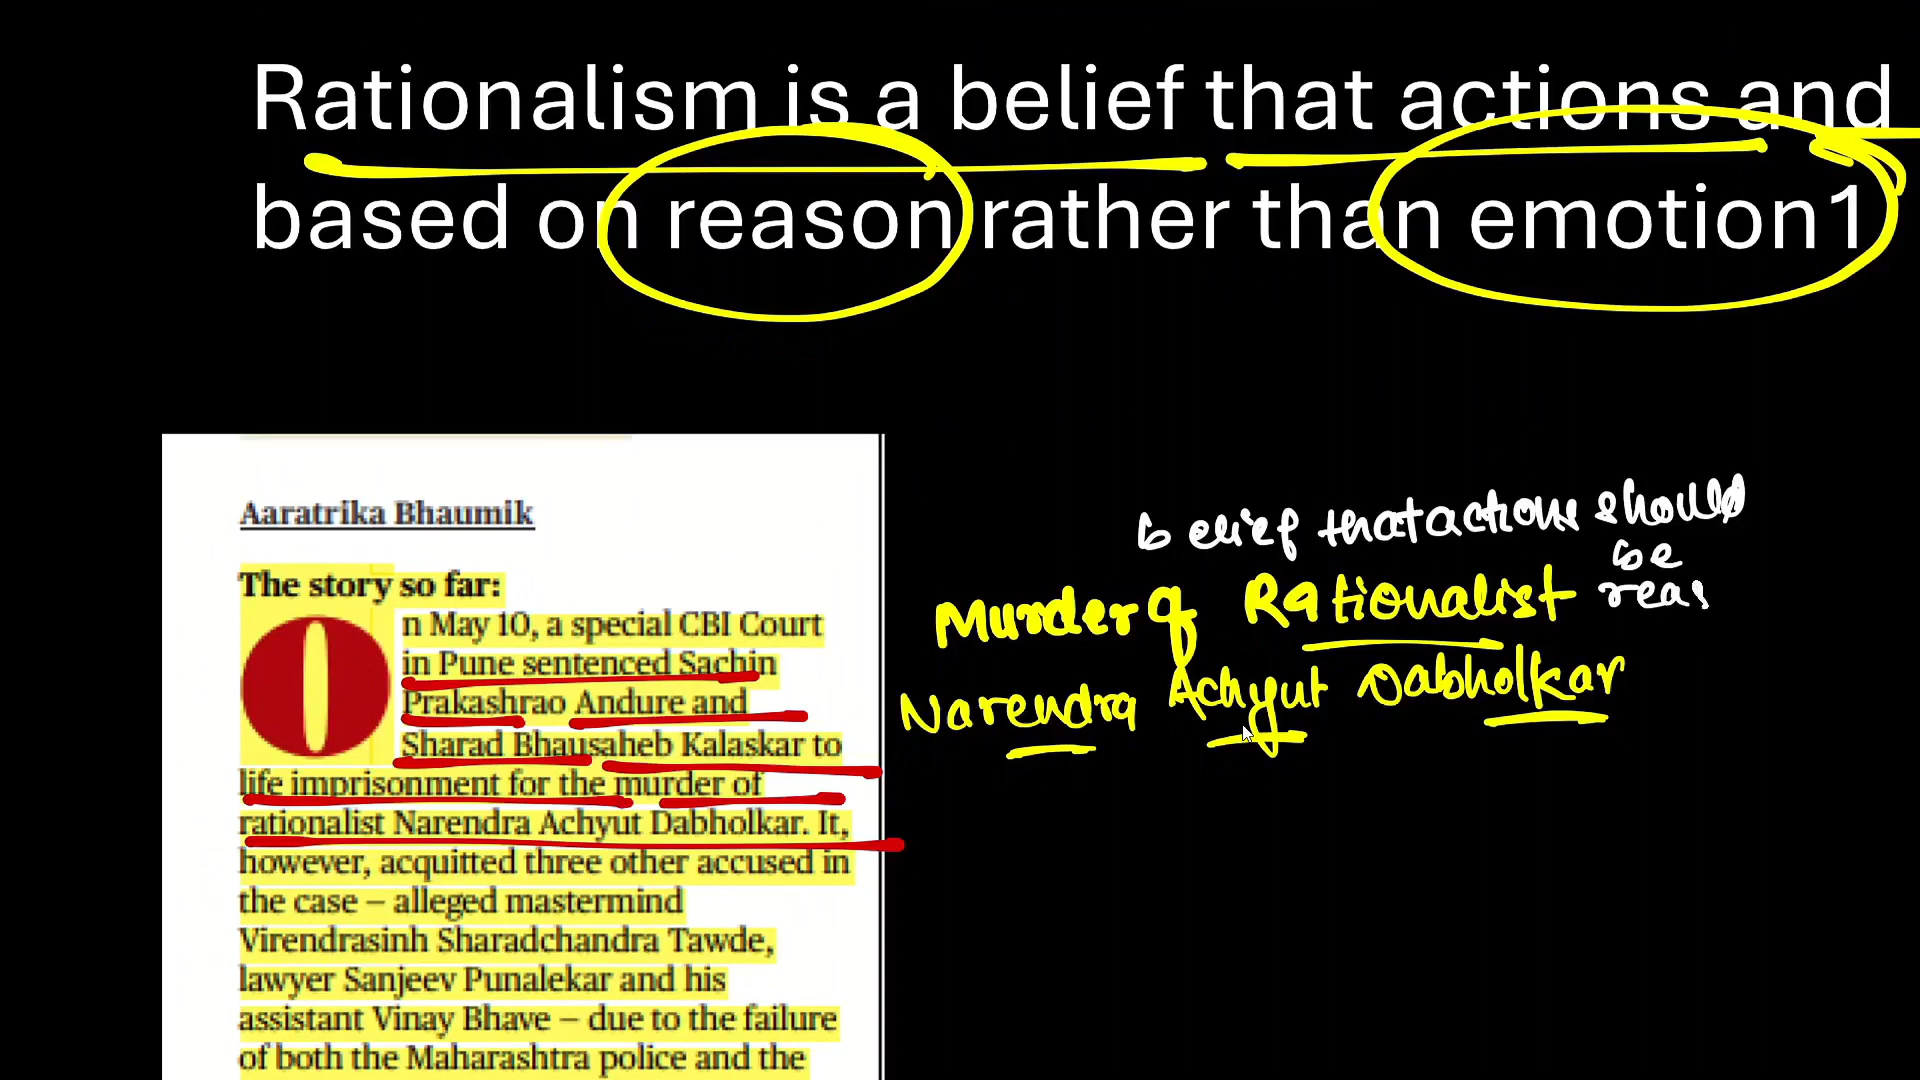 Rationalism is a belief that actions and
based on reason rather than emotion1
Aaratrika Bhaumik
The story so far:
On May 10, a special CBI Court
in Pune sentenced Sachin
Prakashrao Andure and
Sharad Bhausaheb Kalaskar to
life imprisonment for the murder of
rationalist Narendra Achyut Dabholkar. It,
however, acquitted three other accused in
the case – alleged mastermind
Virendrasinh Sharadchandra Tawde,
lawyer Sanjeev Punalekar and his
assistant Vinay Bhave – due to the failure
of both the Maharashtra police and the
belief that actions should
be
reas
Murder of Rationalist
Narendra Achyut Dabholkar